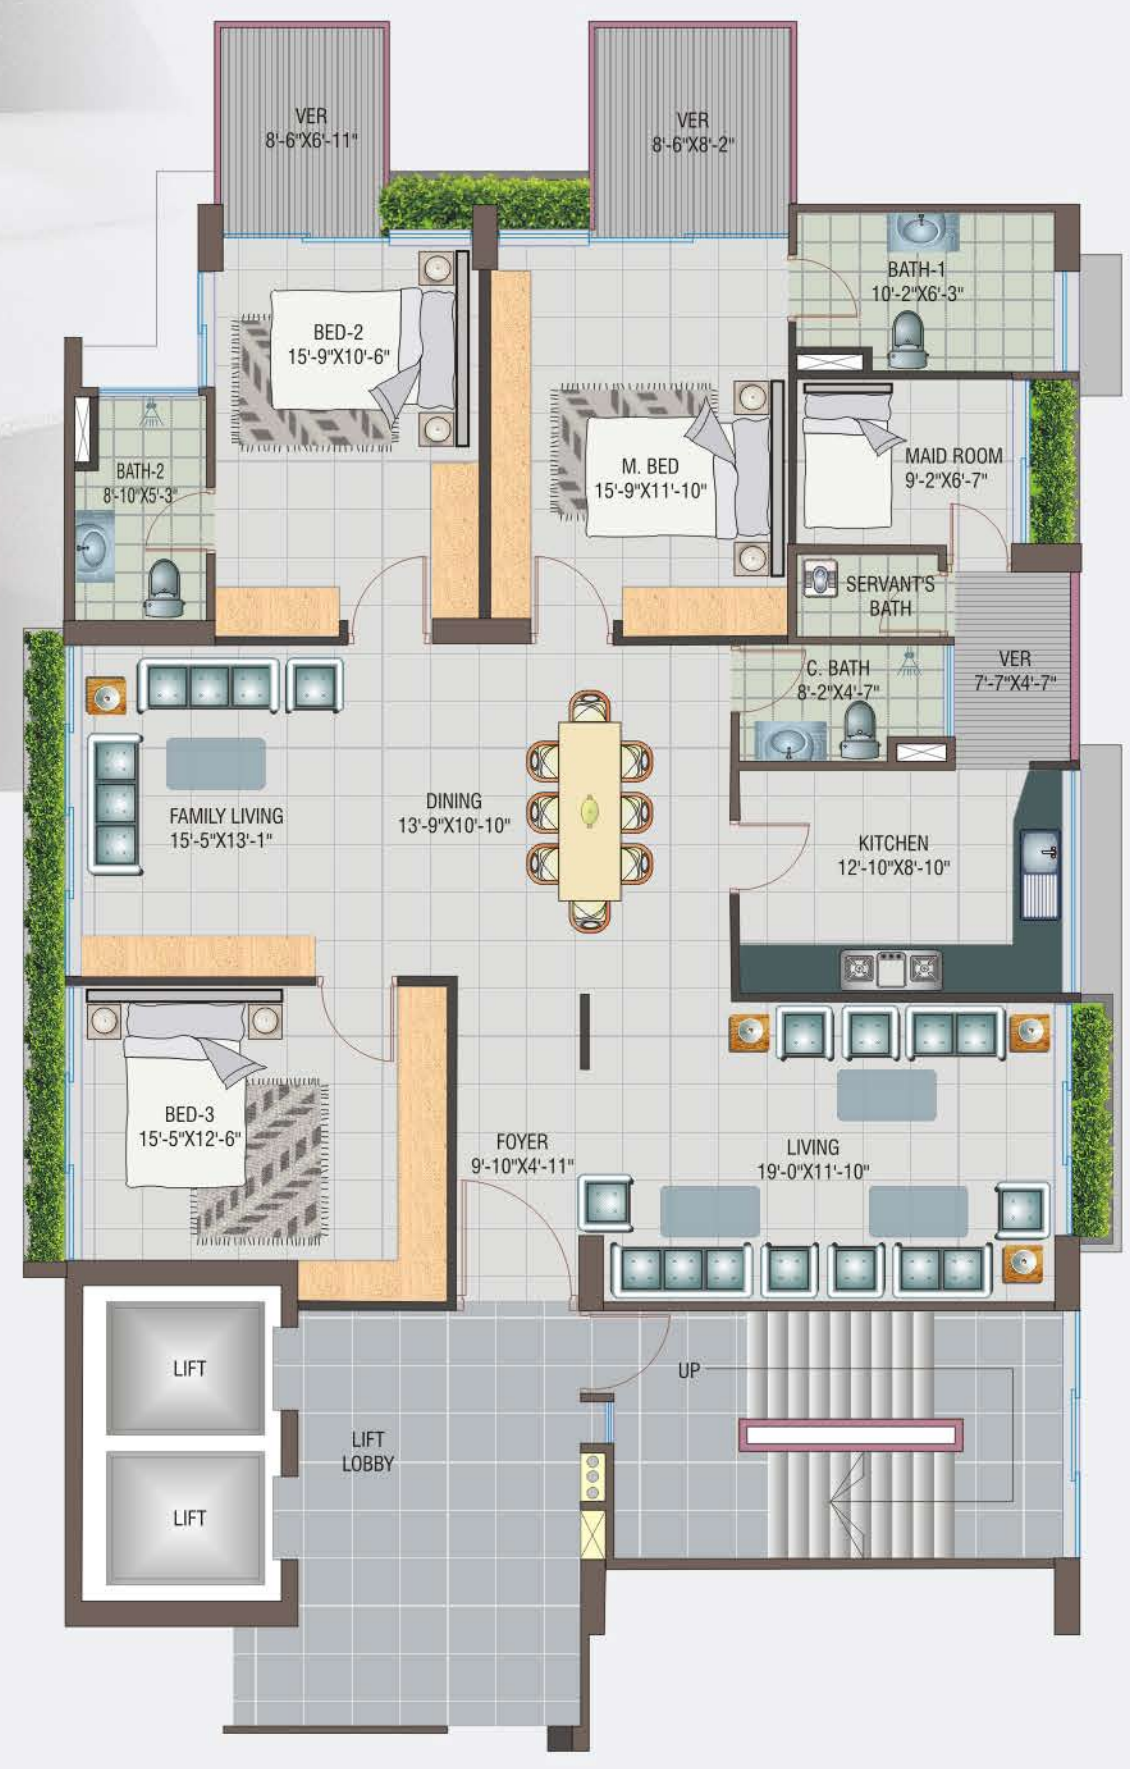 VER
8'-6"X6'-11"
VER
8'-6"X8'-2"
BATH-1
10'-2"X6'-3"
BED-2
15'-9"X10'-6"
BATH-2
8'-10"X5'-3"
M. BED
15'-9"X11'-10"
MAID ROOM
9'-2"X6'-7"
SERVANT'S
BATH
C. BATH
8'-2"X4'-7"
VER
7'-7"X4'-7"
FAMILY LIVING
15'-5"X13'-1"
DINING
13'-9"X10'-10"
KITCHEN
12'-10"X8'-10"
BED-3
15'-5"X12'-6"
FOYER
9'-10"X4'-11"
LIVING
19'-0"X11'-10"
LIFT
UP
LIFT
LOBBY
LIFT